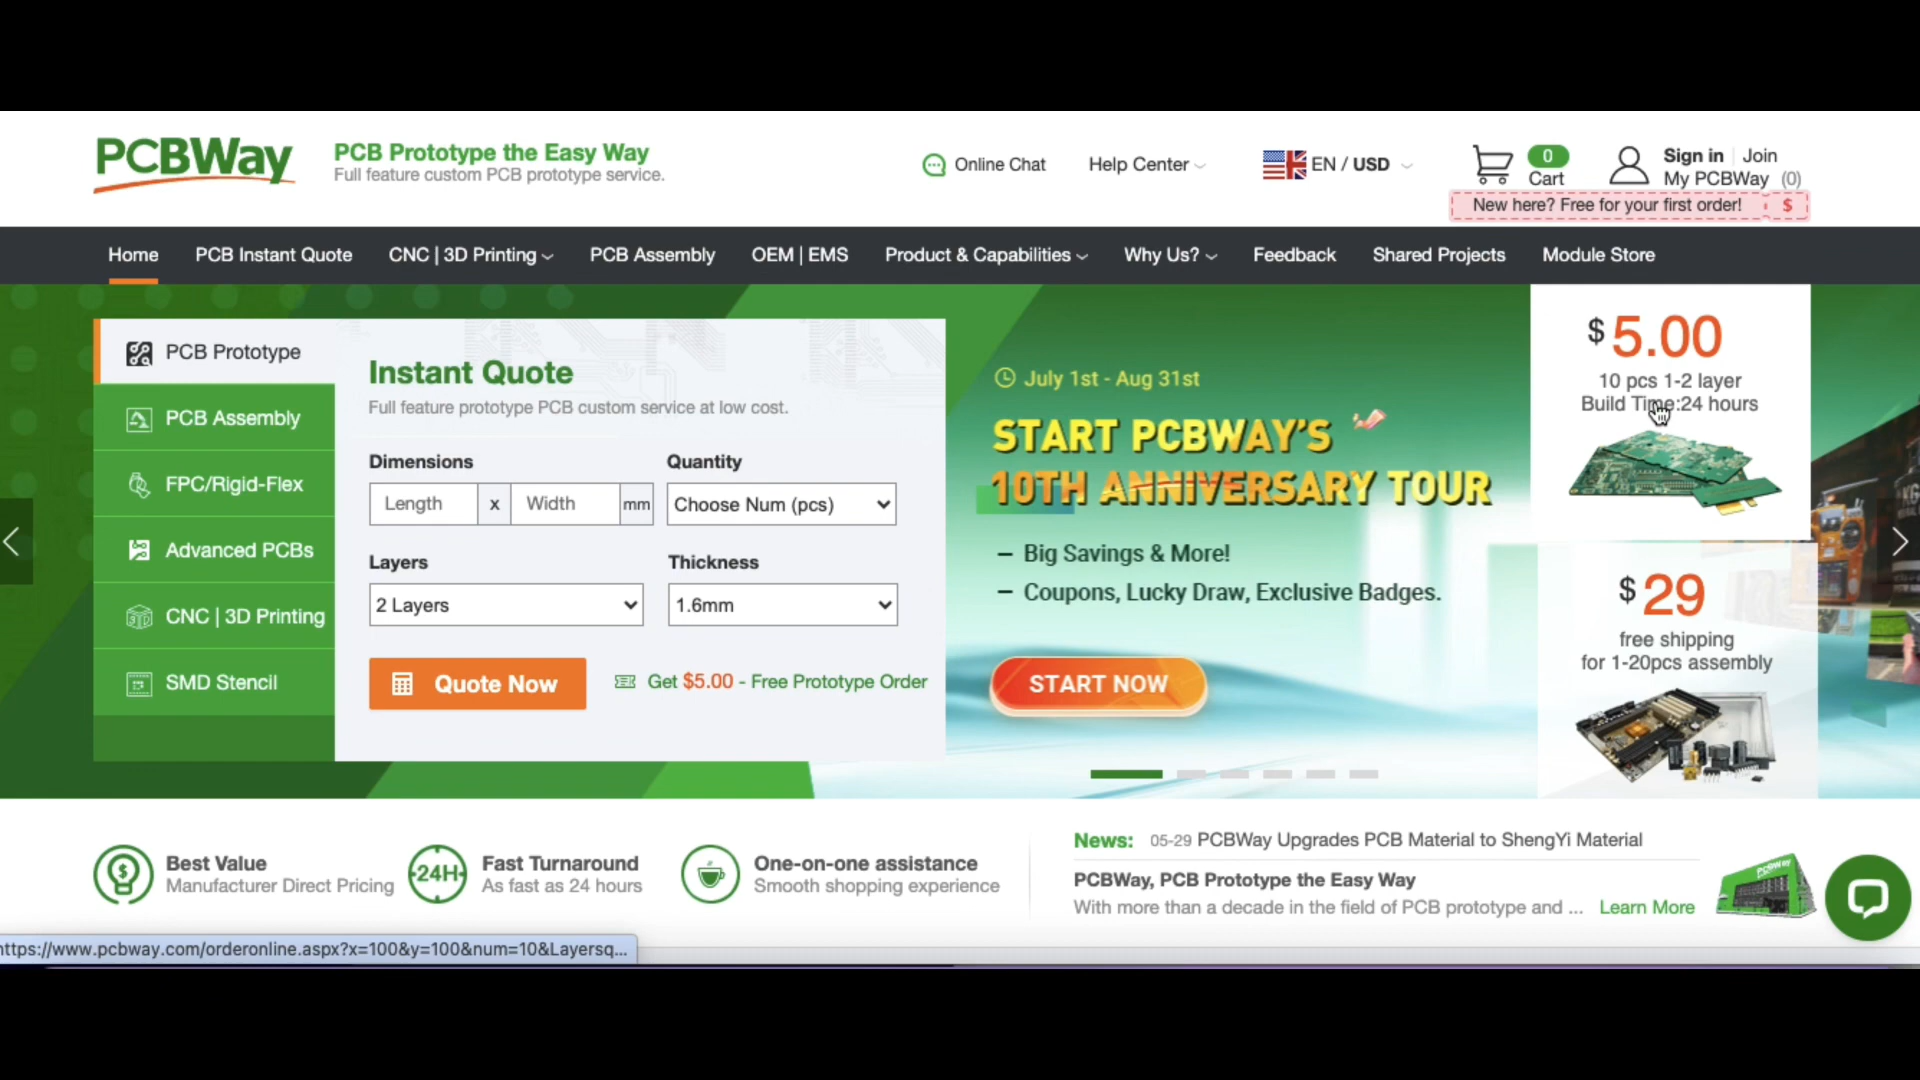 PCBWay
PCB Prototype the Easy Way
Full feature custom PCB prototype service.
Online Chat
Help Center
EN / USD
0
Cart
Sign in
Join
My PCBWay (0)
New here? Free for your first order!
$
Home
PCB Instant Quote
CNC | 3D Printing
PCB Assembly
OEM | EMS
Product & Capabilities
Why Us?
Feedback
Shared Projects
Module Store
PCB Prototype
PCB Assembly
FPC/Rigid-Flex
Advanced PCBs
CNC | 3D Printing
SMD Stencil
Instant Quote
Full feature prototype PCB custom service at low cost.
Dimensions
Quantity
Length x Width mm
Choose Num (pcs)
Layers
Thickness
2 Layers
1.6mm
Quote Now
Get $5.00 - Free Prototype Order
July 1st - Aug 31st
START PCBWAY'S
10TH ANNIVERSARY TOUR
– Big Savings & More!
– Coupons, Lucky Draw, Exclusive Badges.
START NOW
$5.00
10 pcs 1-2 layer
Build Time:24 hours
$29
free shipping
for 1-20pcs assembly
Best Value
Manufacturer Direct Pricing
24H
Fast Turnaround
As fast as 24 hours
One-on-one assistance
Smooth shopping experience
News: 05-29 PCBWay Upgrades PCB Material to ShengYi Material
PCBWay, PCB Prototype the Easy Way
With more than a decade in the field of PCB prototype and ... Learn More
PCBWay
https://www.pcbway.com/orderonline.aspx?x=100&y=100&num=10&Layersq...